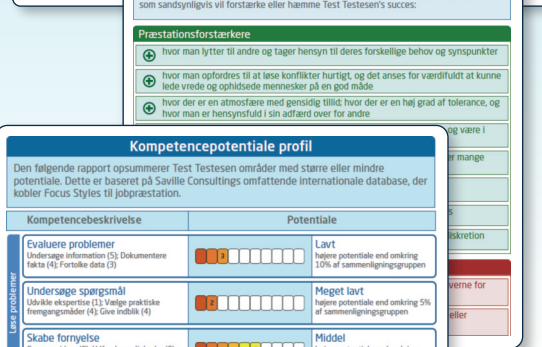 som sandsynligvis vil forstærke eller hæmme Test Testesen's succes:
Præstationsforstærkere
hvor man lytter til andre og tager hensyn til deres forskellige behov og synspunkter
hvor man opfordres til at løse konflikter hurtigt, og det anses for værdifuldt at kunne
lede vrede og ophidsede mennesker på en god måde
hvor der er en atmosfære med gensidig tillid; hvor der er en høj grad af tolerance, og
hvor man er hensynsfuld i sin adfærd over for andre
og være i
er mange
s
iskretion
verne for
eller
Kompetencepotentiale profil
Den følgende rapport opsummerer Test Testesen områder med større eller mindre
potentiale. Dette er baseret på Saville Consultings omfattende internationale database, der
kobler Focus Styles til jobpræstation.
Kompetencebeskrivelse Potentiale
Løse problemer
Evaluere problemer
Undersøge information (5); Dokumentere
fakta (4); Fortolke data (3)
3
Lavt
højere potentiale end omkring
10% af sammenligningsgruppen
Undersøge spørgsmål
Udvikle ekspertise (1); Vælge praktiske
fremgangsmåder (4); Give indblik (4)
2
Meget lavt
højere potentiale end omkring 5%
af sammenligningsgruppen
Skabe fornyelse
Middel